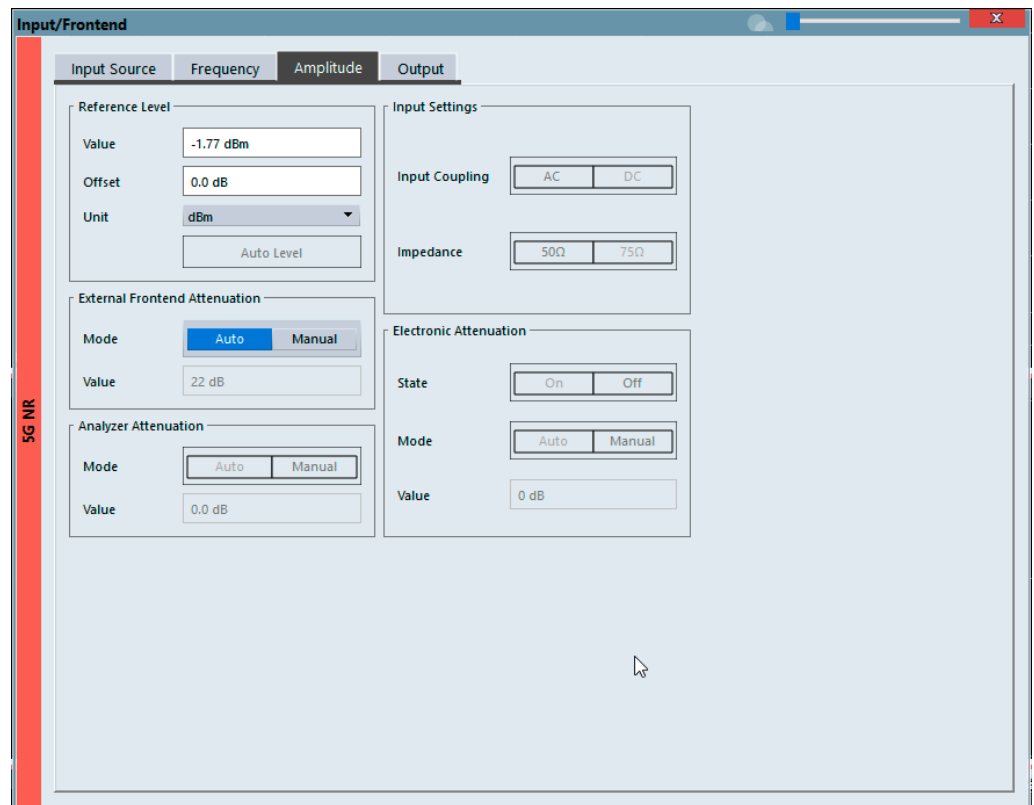 Input/Frontend
X
5G NR
Input Source Frequency Amplitude Output
Reference Level
Value -1.77 dBm
Offset 0.0 dB
Unit dBm
Auto Level
External Frontend Attenuation
Mode Auto Manual
Value 22 dB
Analyzer Attenuation
Mode Auto Manual
Value 0.0 dB
Input Settings
Input Coupling AC DC
Impedance 50Ω 75Ω
Electronic Attenuation
State On Off
Mode Auto Manual
Value 0 dB